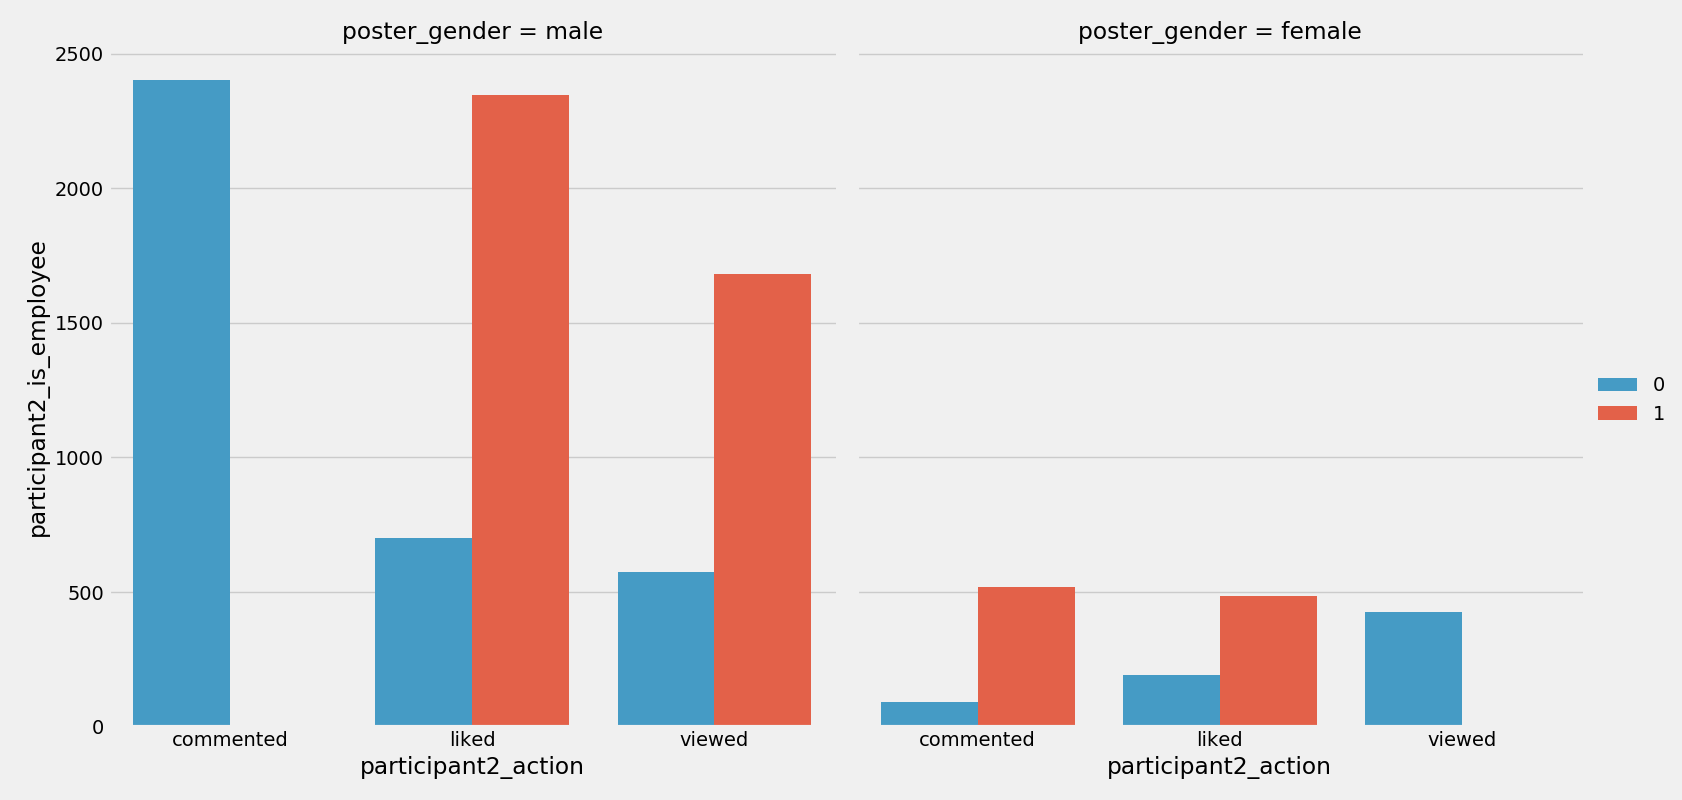 poster_gender = male
poster_gender = female
participant2_is_employee
2500
2000
1500
1000
500
0
commented
liked
viewed
commented
liked
viewed
participant2_action
participant2_action
0
1